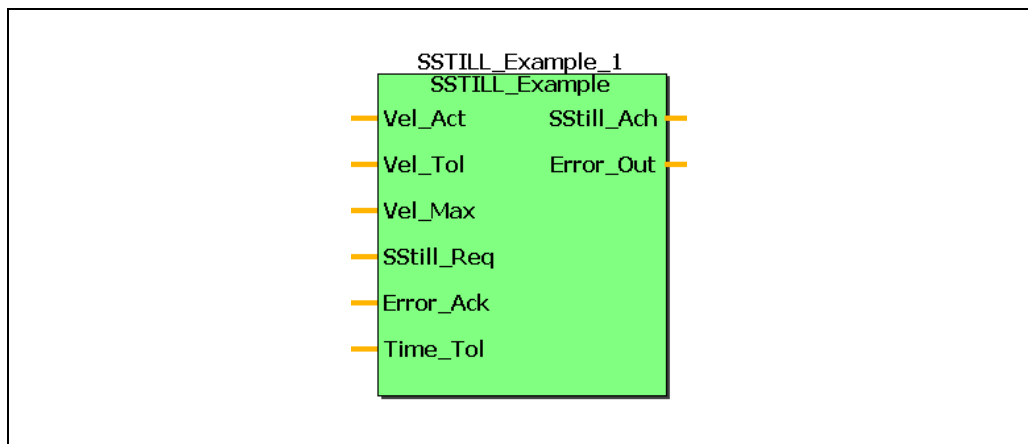 SSTILL_Example_1
SSTILL_Example
Vel_Act SStill_Ach
Vel_Tol Error_Out
Vel_Max
SStill_Req
Error_Ack
Time_Tol